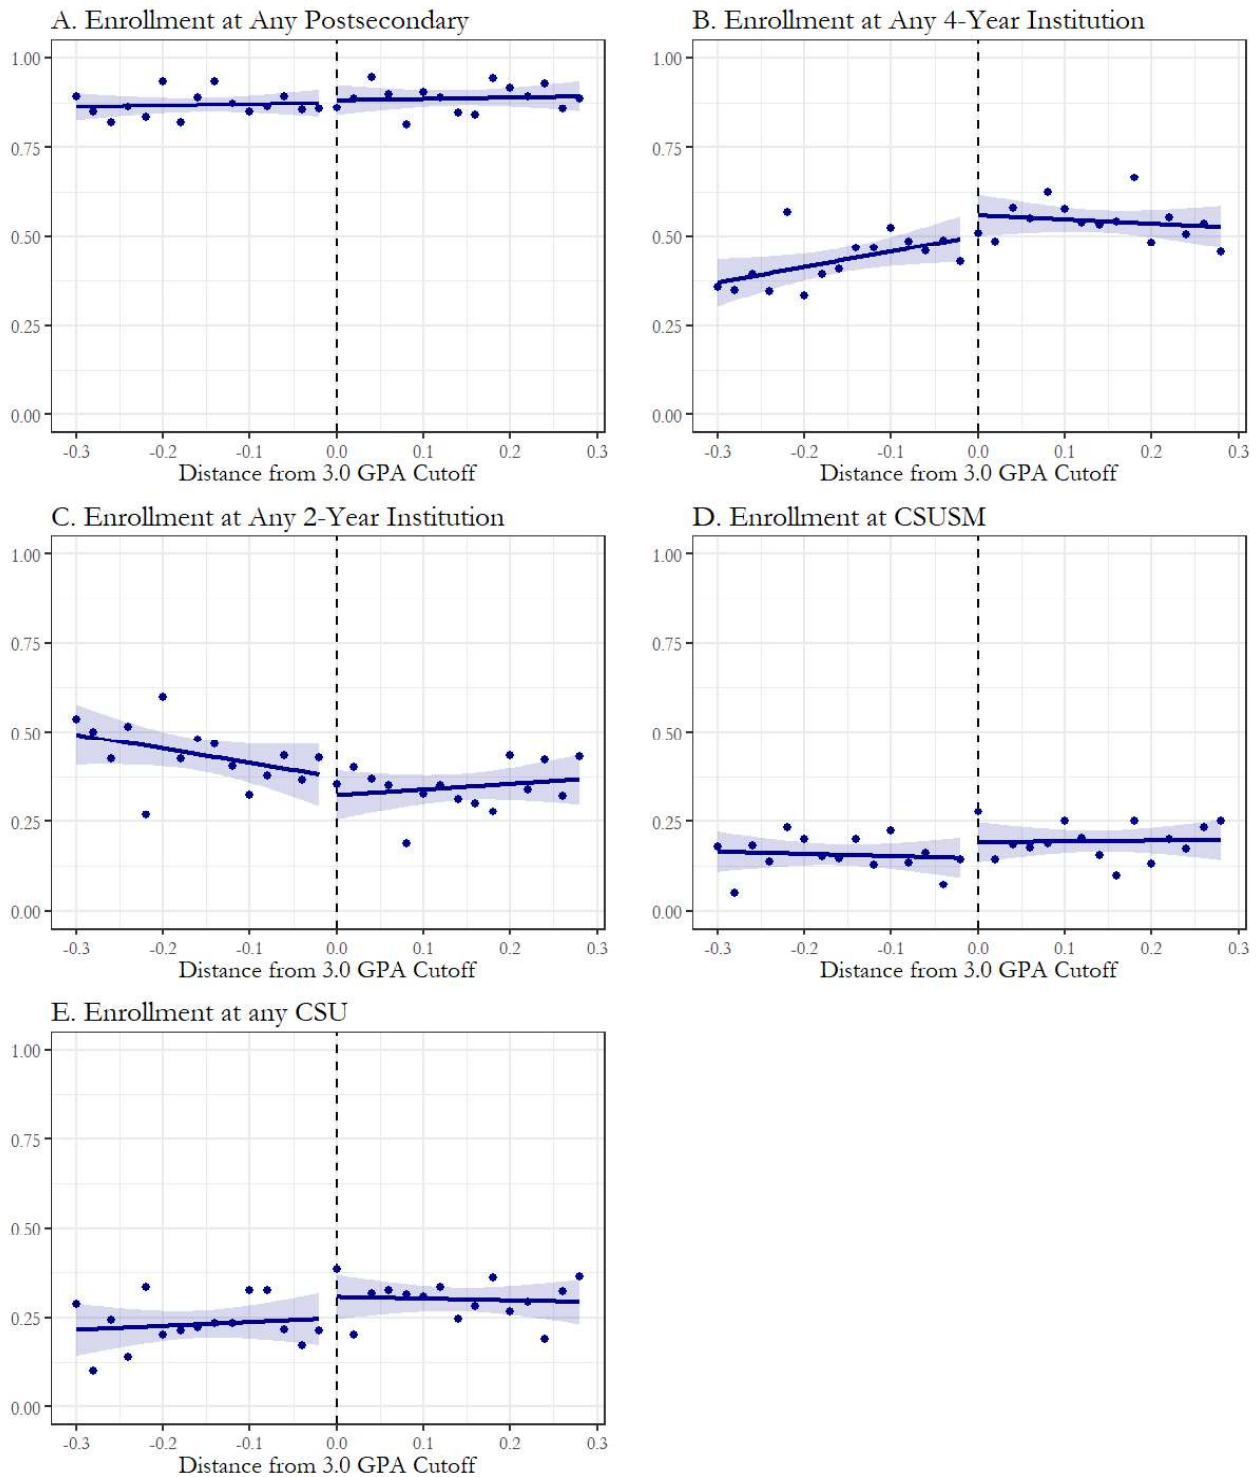 A. Enrollment at Any Postsecondary
1.00
0.75
0.50
0.25
0.00
-0.3 -0.2 -0.1 0.0 0.1 0.2 0.3
Distance from 3.0 GPA Cutoff
B. Enrollment at Any 4-Year Institution
1.00
0.75
0.50
0.25
0.00
-0.3 -0.2 -0.1 0.0 0.1 0.2 0.3
Distance from 3.0 GPA Cutoff
C. Enrollment at Any 2-Year Institution
1.00
0.75
0.50
0.25
0.00
-0.3 -0.2 -0.1 0.0 0.1 0.2 0.3
Distance from 3.0 GPA Cutoff
D. Enrollment at CSUSM
1.00
0.75
0.50
0.25
0.00
-0.3 -0.2 -0.1 0.0 0.1 0.2 0.3
Distance from 3.0 GPA Cutoff
E. Enrollment at any CSU
1.00
0.75
0.50
0.25
0.00
-0.3 -0.2 -0.1 0.0 0.1 0.2 0.3
Distance from 3.0 GPA Cutoff